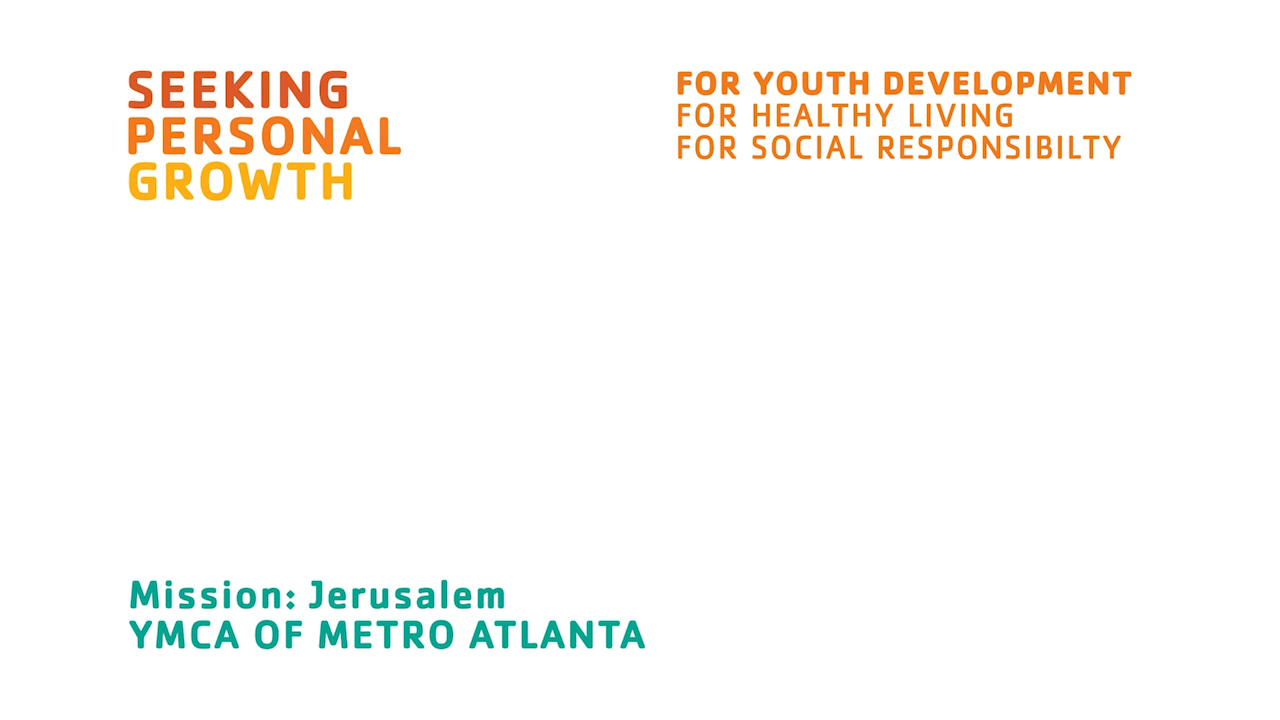 SEEKING
PERSONAL
GROWTH
FOR YOUTH DEVELOPMENT
FOR HEALTHY LIVING
FOR SOCIAL RESPONSIBILTY
Mission: Jerusalem
YMCA OF METRO ATLANTA